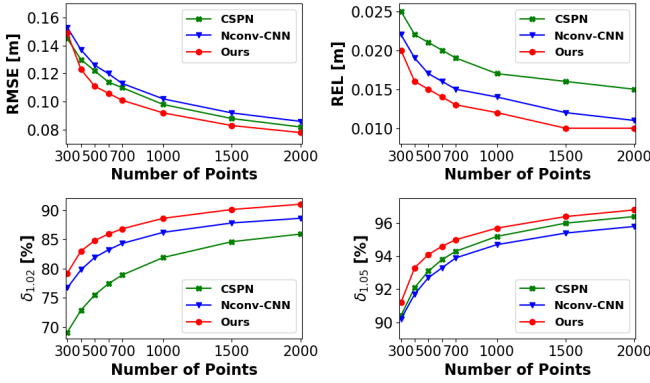 RMSE [m]
0.16
0.14
0.12
0.10
0.08
CSPN
Nconv-CNN
Ours
300 500 700 1000 1500 2000
Number of Points
REL [m]
0.025
0.020
0.015
0.010
CSPN
Nconv-CNN
Ours
300 500 700 1000 1500 2000
Number of Points
δ1.02 [%]
90
85
80
75
70
CSPN
Nconv-CNN
Ours
300 500 700 1000 1500 2000
Number of Points
δ1.05 [%]
96
94
92
90
CSPN
Nconv-CNN
Ours
300 500 700 1000 1500 2000
Number of Points